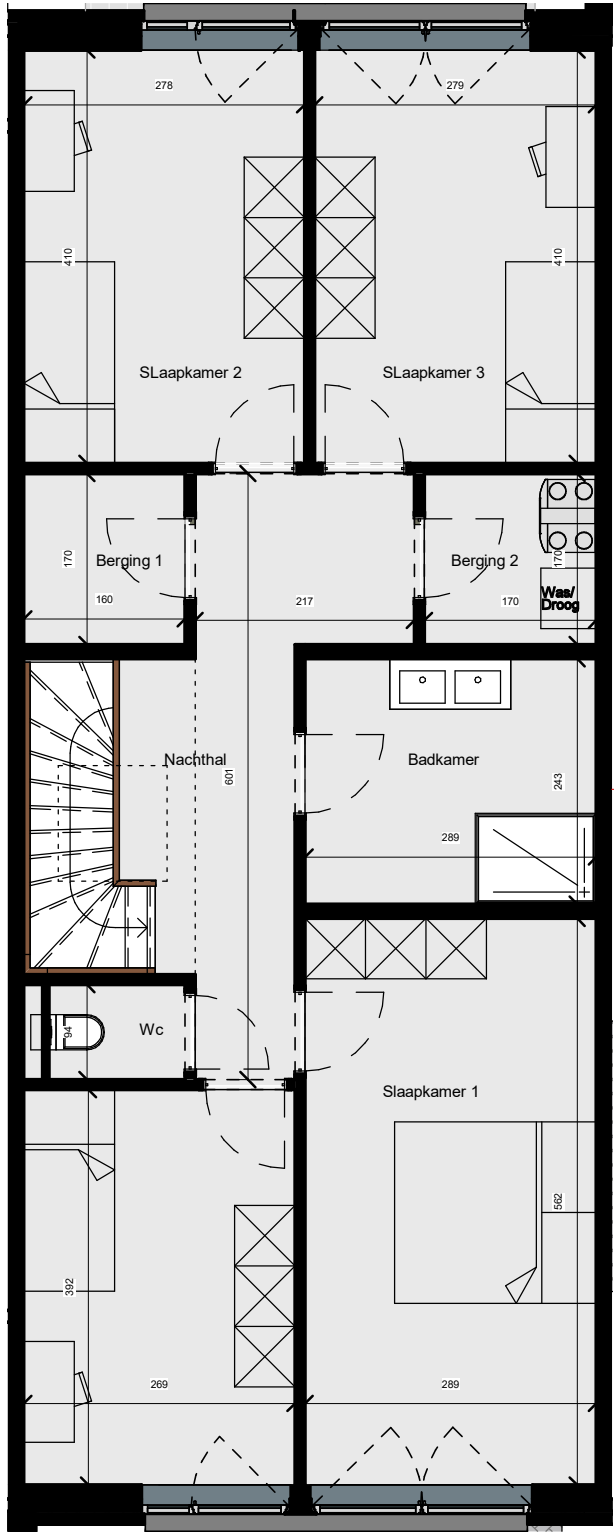 278
279
410
410
SLaapkamer 2
SLaapkamer 3
170
Berging 1
Berging 2
170
Was/
Droog
160
217
170
Nachthal
601
Badkamer
243
289
94
Wc
Slaapkamer 1
562
392
269
289